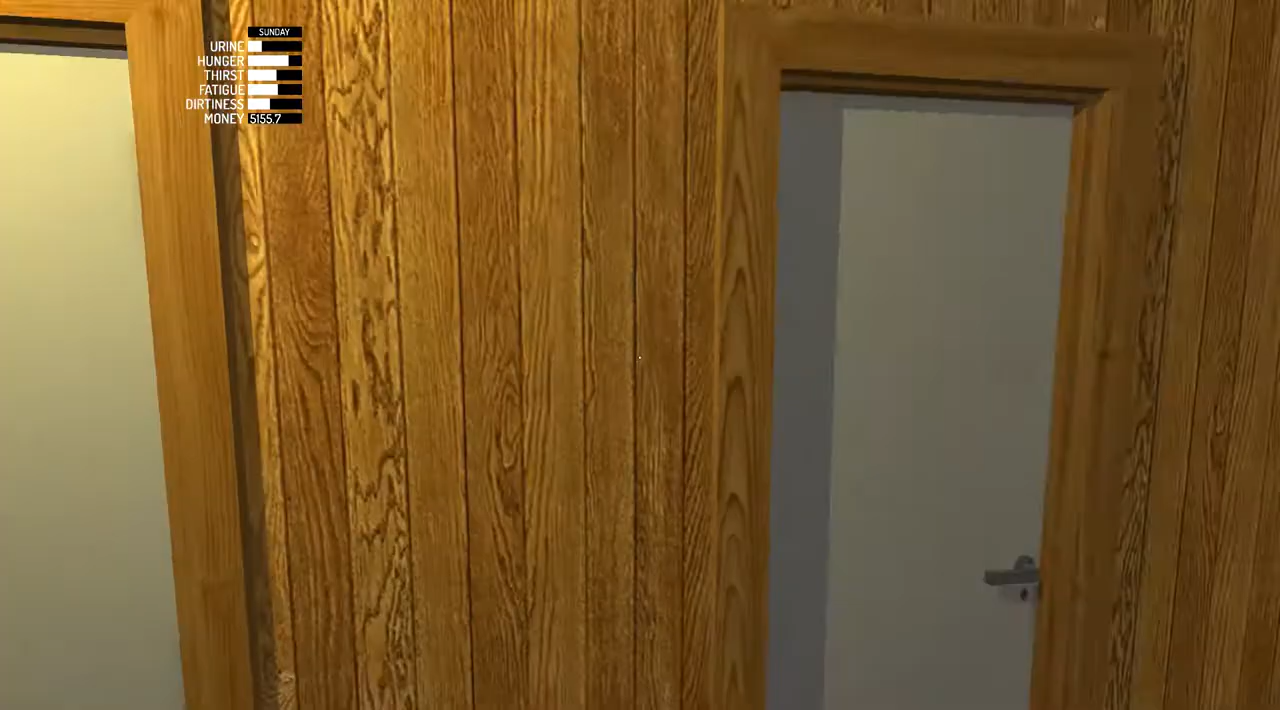 SUNDAY
URINE
HUNGER
THIRST
FATIGUE
DIRTINESS
MONEY 5155.7